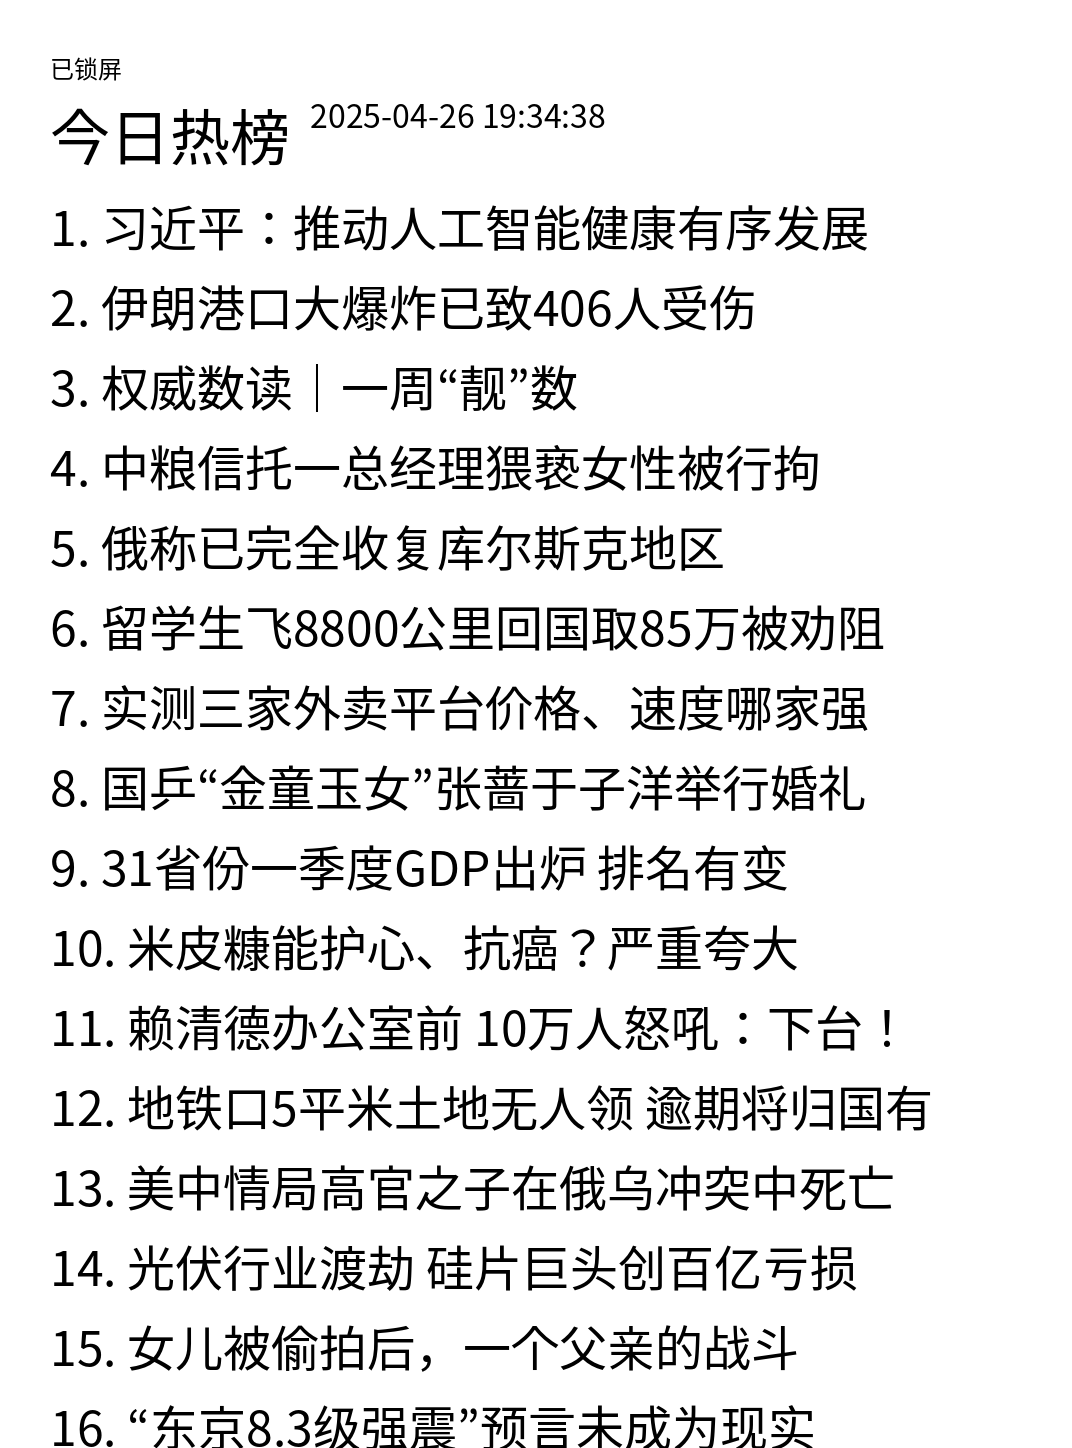 已锁屏
今日热榜 2025-04-26 19:34:38
1. 习近平：推动人工智能健康有序发展
2. 伊朗港口大爆炸已致406人受伤
3. 权威数读｜一周“靓”数
4. 中粮信托一总经理猥亵女性被行拘
5. 俄称已完全收复库尔斯克地区
6. 留学生飞8800公里回国取85万被劝阻
7. 实测三家外卖平台价格、速度哪家强
8. 国乒“金童玉女”张蔷于子洋举行婚礼
9. 31省份一季度GDP出炉 排名有变
10. 米皮糠能护心、抗癌？严重夸大
11. 赖清德办公室前 10万人怒吼：下台！
12. 地铁口5平米土地无人领 逾期将归国有
13. 美中情局高官之子在俄乌冲突中死亡
14. 光伏行业渡劫 硅片巨头创百亿亏损
15. 女儿被偷拍后，一个父亲的战斗
16. “东京8.3级强震”预言未成为现实